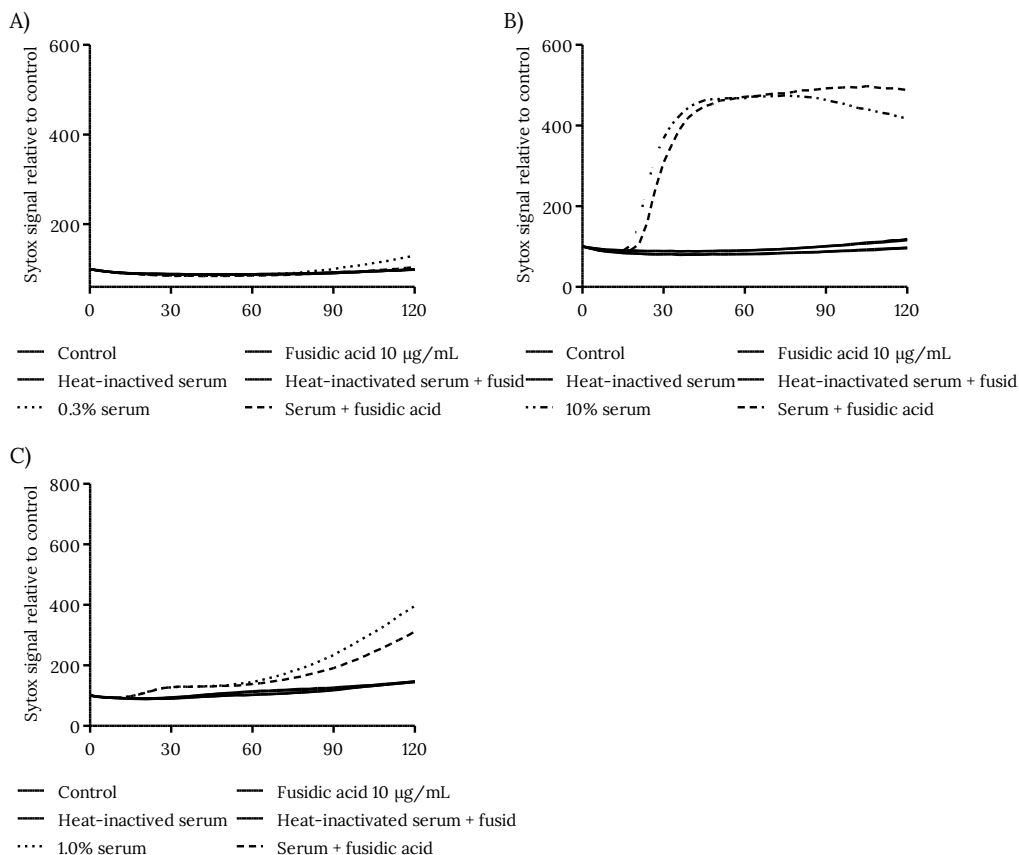 A)
Sytox signal relative to control
600
400
200
0 30 60 90 120
Control Fusidic acid 10 µg/mL
Heat-inactived serum Heat-inactivated serum + fusid
0.3% serum Serum + fusidic acid
B)
Sytox signal relative to control
600
400
200
0
0 30 60 90 120
Control Fusidic acid 10 µg/mL
Heat-inactived serum Heat-inactivated serum + fusid
10% serum Serum + fusidic acid
C)
Sytox signal relative to control
800
600
400
200
0
0 30 60 90 120
Control Fusidic acid 10 µg/mL
Heat-inactived serum Heat-inactivated serum + fusid
1.0% serum Serum + fusidic acid